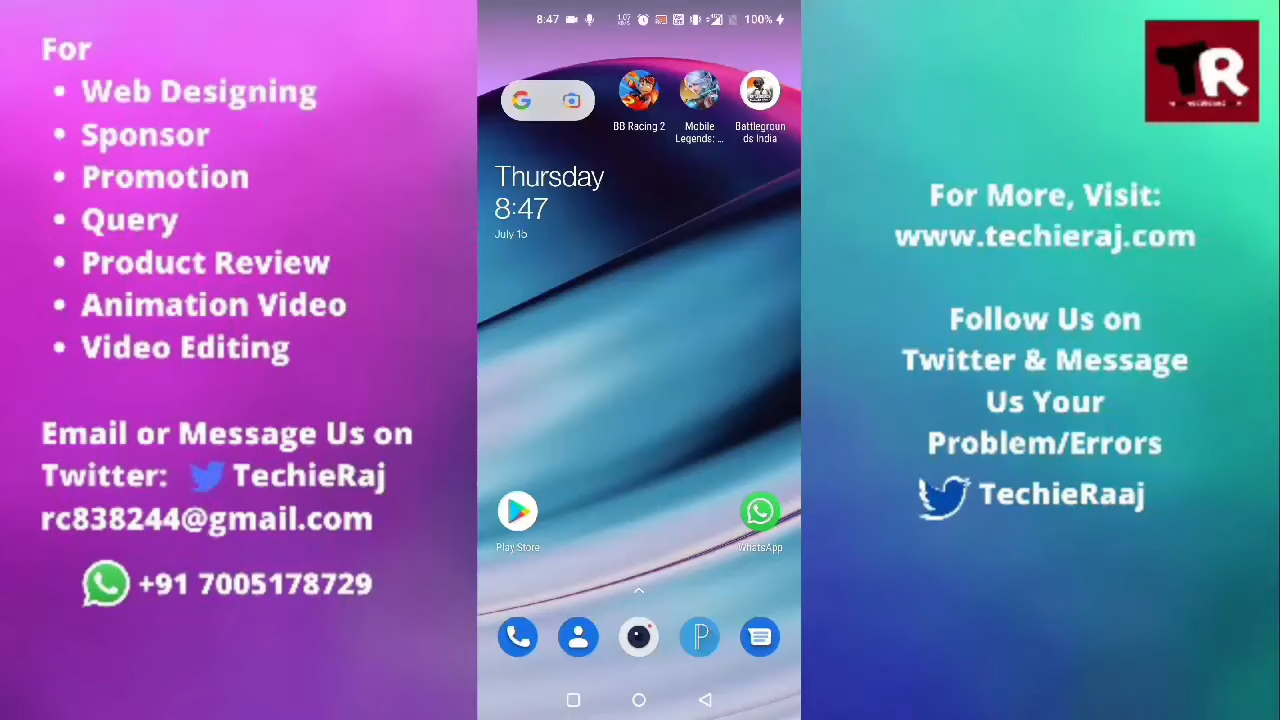 For
• Web Designing
• Sponsor
• Promotion
• Query
• Product Review
• Animation Video
• Video Editing
Email or Message Us on
Twitter: TechieRaj
rc838244@gmail.com
+91 7005178729
8:47
100%
BB Racing 2
Mobile
Legends: ...
Battlegroun
ds India
Thursday
8:47
July 15
Play Store
WhatsApp
TR
For More, Visit:
www.techieraj.com
Follow Us on
Twitter & Message
Us Your
Problem/Errors
TechieRaaj